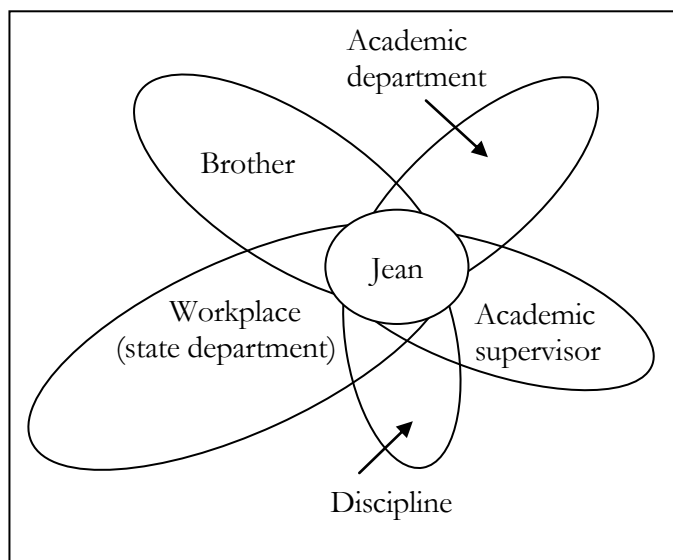 Academic
department
Brother
Jean
Workplace
(state department)
Academic
supervisor
Discipline